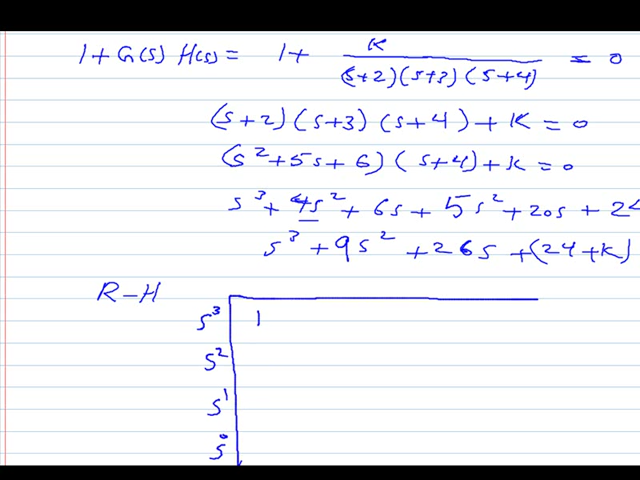 1 + G(s) H(s) = 1 + K / (s+2)(s+3)(s+4) = 0
(s+2)(s+3)(s+4) + K = 0
(s² + 5s + 6)(s+4) + K = 0
s³ + 4s² + 6s + 5s² + 20s + 24
s³ + 9s² + 26s + (24 + K)
R-H
s³ 1
s²
s¹
s⁰